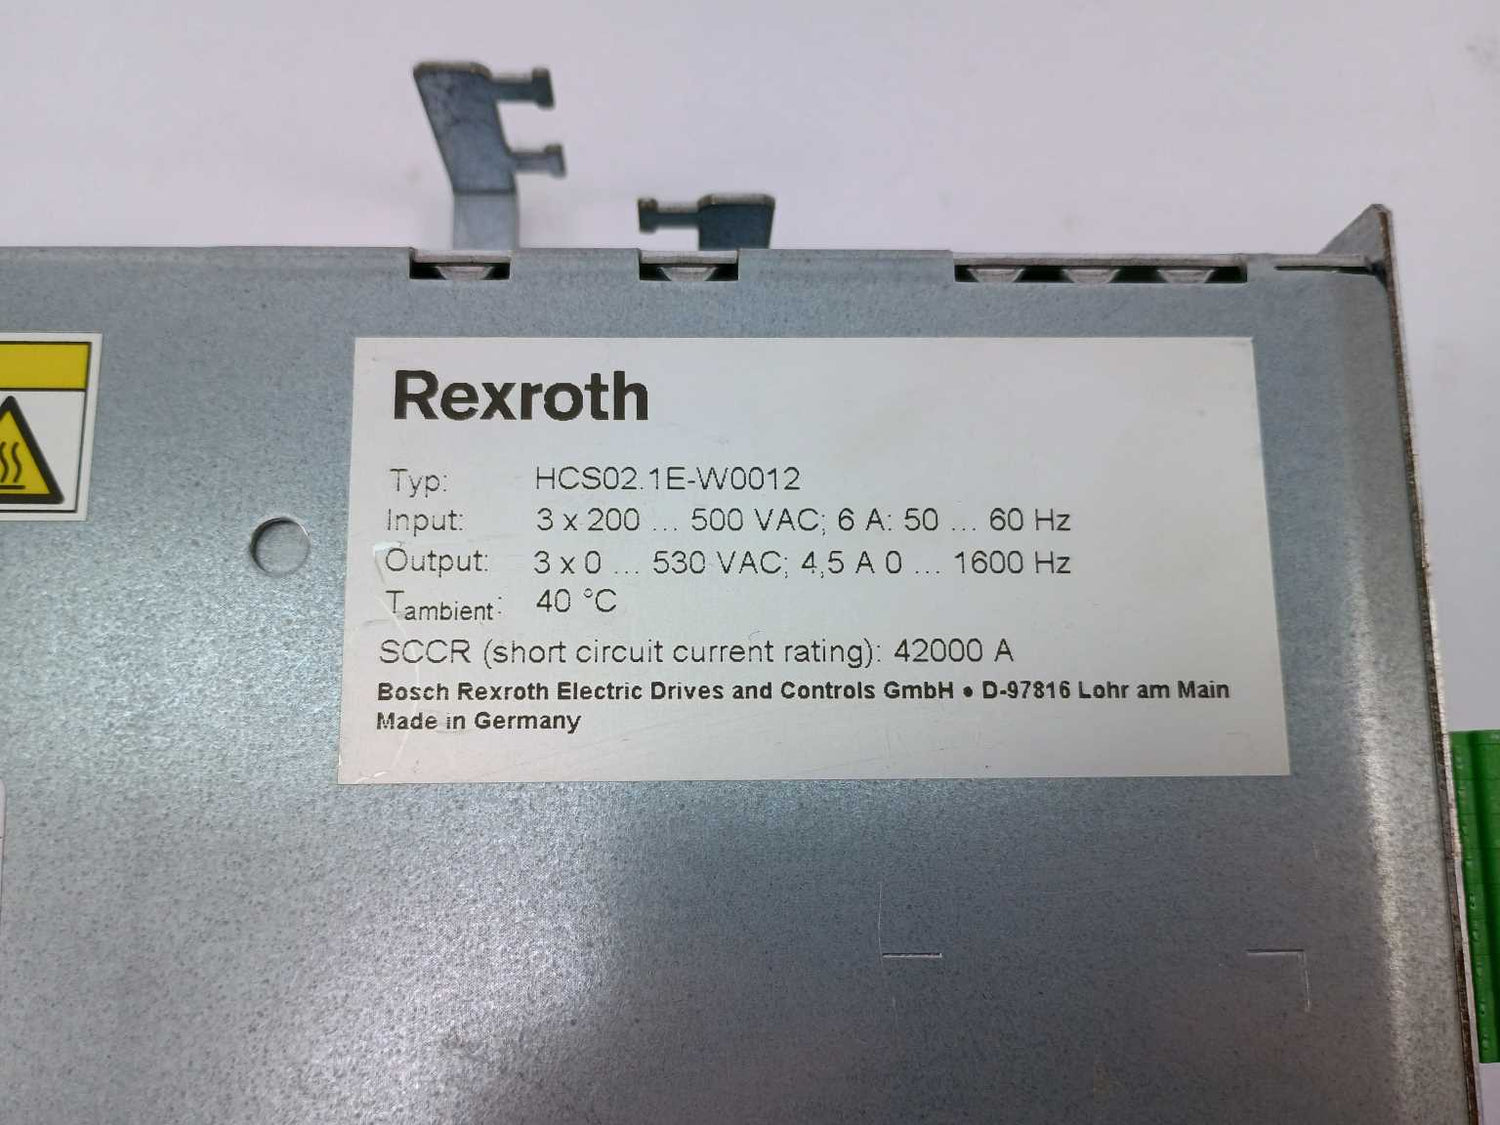 Rexroth
Typ: HCS02.1E-W0012
Input: 3 x 200 ... 500 VAC; 6 A: 50 ... 60 Hz
Output: 3 x 0 ... 530 VAC; 4,5 A 0 ... 1600 Hz
Tambient: 40 °C
SCCR (short circuit current rating): 42000 A
Bosch Rexroth Electric Drives and Controls GmbH • D-97816 Lohr am Main
Made in Germany